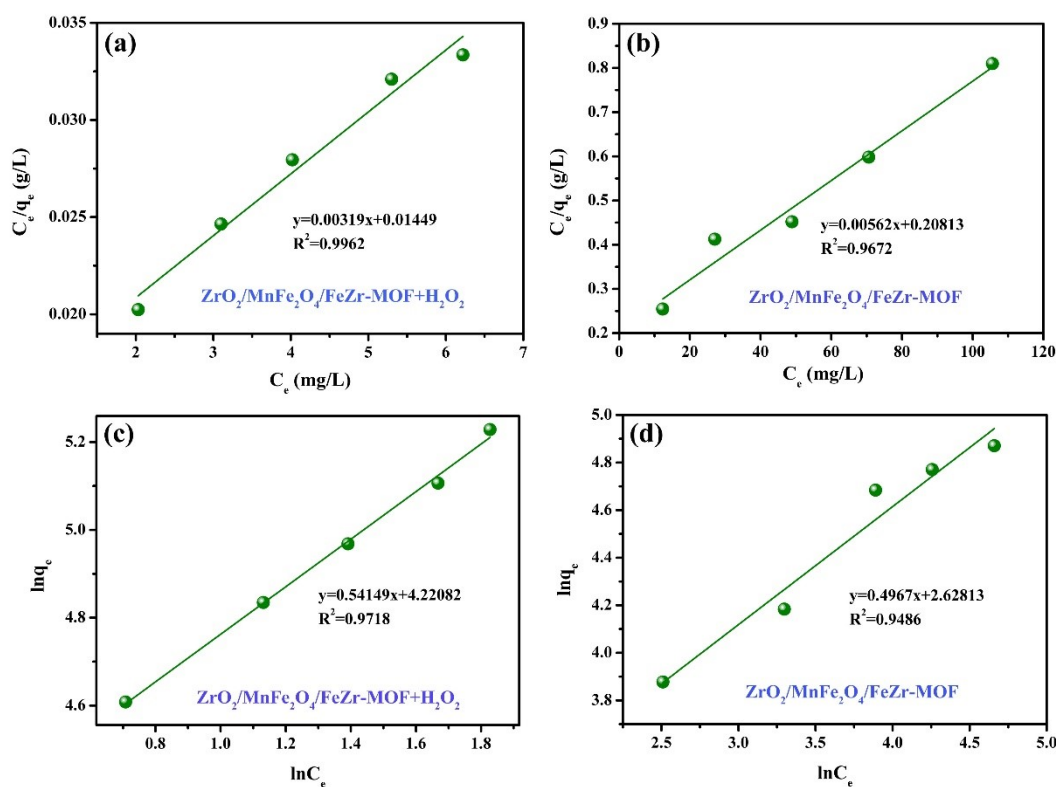 (a)
C_e/q_e (g/L)
0.035
0.030
0.025
0.020
y=0.00319x+0.01449
R²=0.9962
ZrO₂/MnFe₂O₄/FeZr-MOF+H₂O₂
2 3 4 5 6 7
C_e (mg/L)
(b)
C_e/q_e (g/L)
0.9
0.8
0.7
0.6
0.5
0.4
0.3
0.2
y=0.00562x+0.20813
R²=0.9672
ZrO₂/MnFe₂O₄/FeZr-MOF
0 20 40 60 80 100 120
C_e (mg/L)
(c)
lnq_e
5.2
5.0
4.8
4.6
y=0.54149x+4.22082
R²=0.9718
ZrO₂/MnFe₂O₄/FeZr-MOF+H₂O₂
0.8 1.0 1.2 1.4 1.6 1.8
lnC_e
(d)
lnq_e
5.0
4.8
4.6
4.4
4.2
4.0
3.8
y=0.4967x+2.62813
R²=0.9486
ZrO₂/MnFe₂O₄/FeZr-MOF
2.5 3.0 3.5 4.0 4.5 5.0
lnC_e